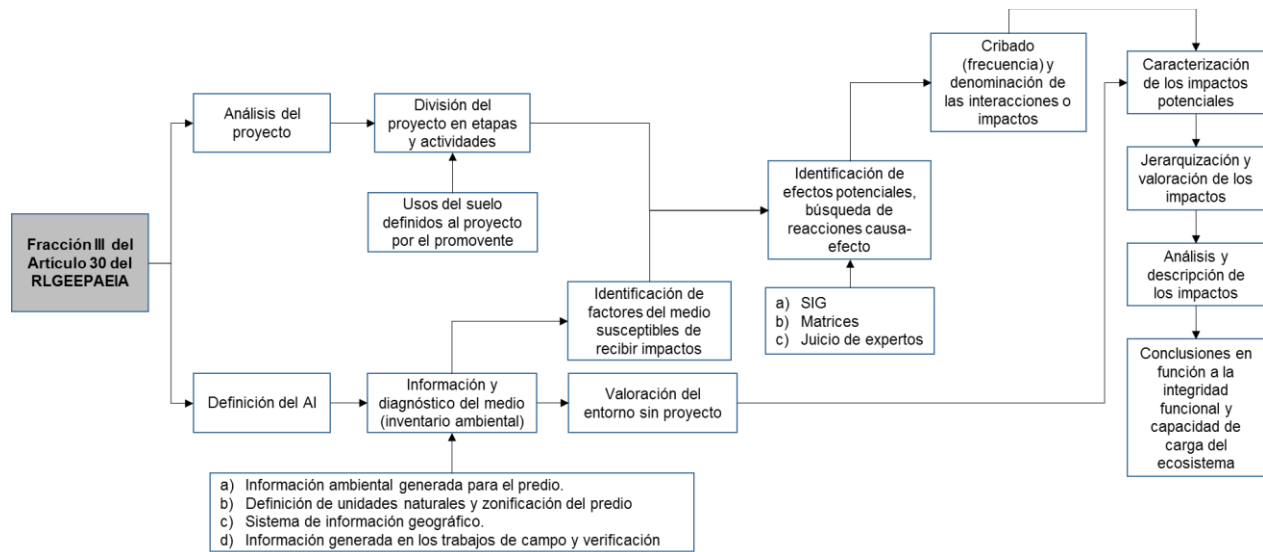 Fracción III del
Artículo 30 del
RLGEEPAEIA
Análisis del
proyecto
División del
proyecto en etapas
y actividades
Usos del suelo
definidos al proyecto
por el promovente
Definición del AI
Información y
diagnóstico del medio
(inventario ambiental)
a) Información ambiental generada para el predio.
b) Definición de unidades naturales y zonificación del predio
c) Sistema de información geográfico.
d) Información generada en los trabajos de campo y verificación
Identificación de
factores del medio
susceptibles de
recibir impactos
Valoración del
entorno sin proyecto
Identificación de
efectos potenciales,
búsqueda de
reacciones causa-
efecto
a) SIG
b) Matrices
c) Juicio de expertos
Cribado
(frecuencia) y
denominación de
las interacciones o
impactos
Caracterización
de los impactos
potenciales
Jerarquización y
valoración de los
impactos
Análisis y
descripción de
los impactos
Conclusiones en
función a la
integridad
funcional y
capacidad de
carga del
ecosistema